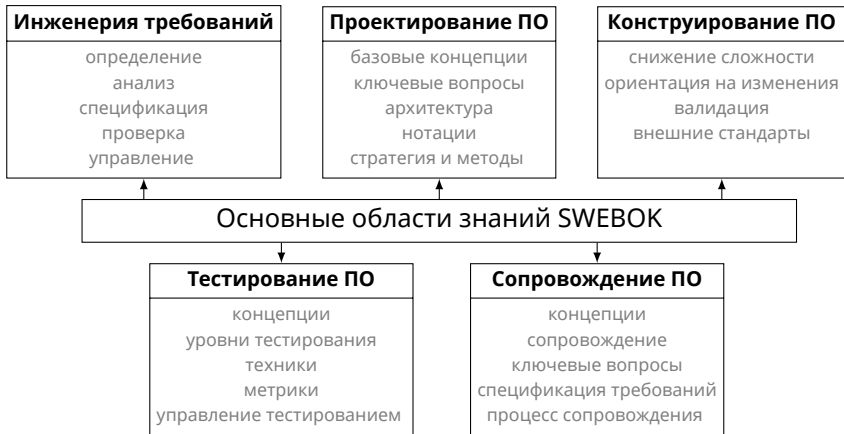 Инженерия требований
определение
анализ
спецификация
проверка
управление
Проектирование ПО
базовые концепции
ключевые вопросы
архитектура
нотации
стратегия и методы
Конструирование ПО
снижение сложности
ориентация на изменения
валидация
внешние стандарты
Основные области знаний SWEBOK
Тестирование ПО
концепции
уровни тестирования
техники
метрики
управление тестированием
Сопровождение ПО
концепции
сопровождение
ключевые вопросы
спецификация требований
процесс сопровождения